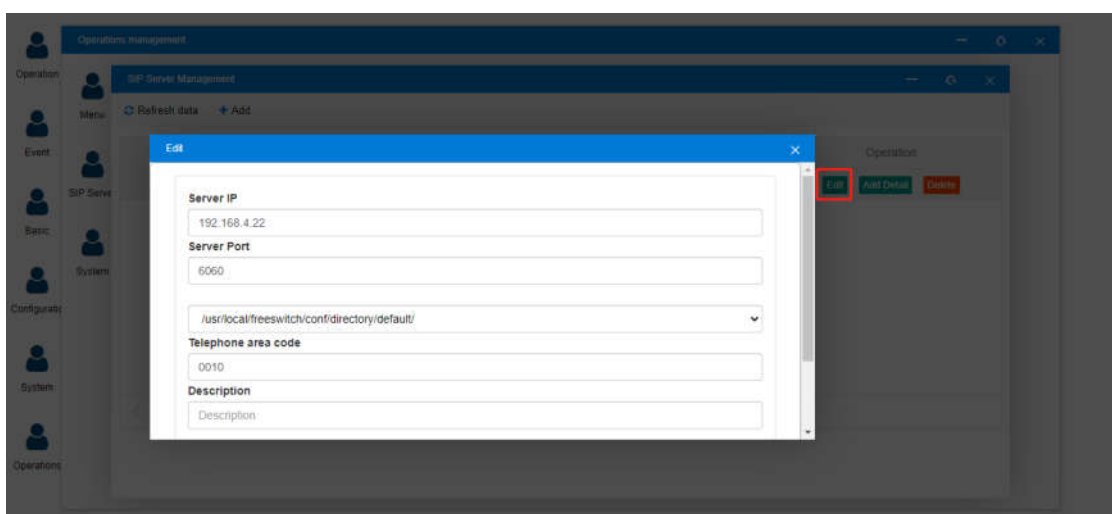 Operations management
Operation
SIP Server Management
Menu
Refresh data + Add
Event
Edit
Operation
SIP Serve
Edit Add Detail Delete
Server IP
192.168.4.22
Basic
Server Port
System
6060
Configuratio
/usr/local/freeswitch/conf/directory/default/
Telephone area code
0010
System
Description
Description
Operations